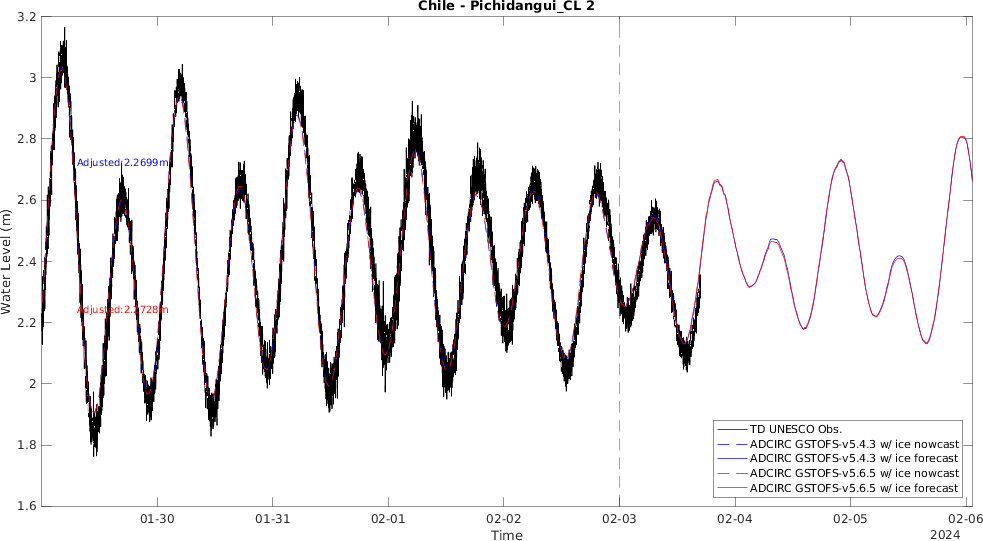 Chile - Pichidangui_CL 2
3.2
3
2.8
2.6
2.4
2.2
2
1.8
1.6
Water Level (m)
Adjusted:2.2699m
Adjusted:2.2728m
TD UNESCO Obs.
ADCIRC GSTOFS-v5.4.3 w/ ice nowcast
ADCIRC GSTOFS-v5.4.3 w/ ice forecast
ADCIRC GSTOFS-v5.6.5 w/ ice nowcast
ADCIRC GSTOFS-v5.6.5 w/ ice forecast
01-30
01-31
02-01
02-02
02-03
02-04
02-05
02-06
Time
2024